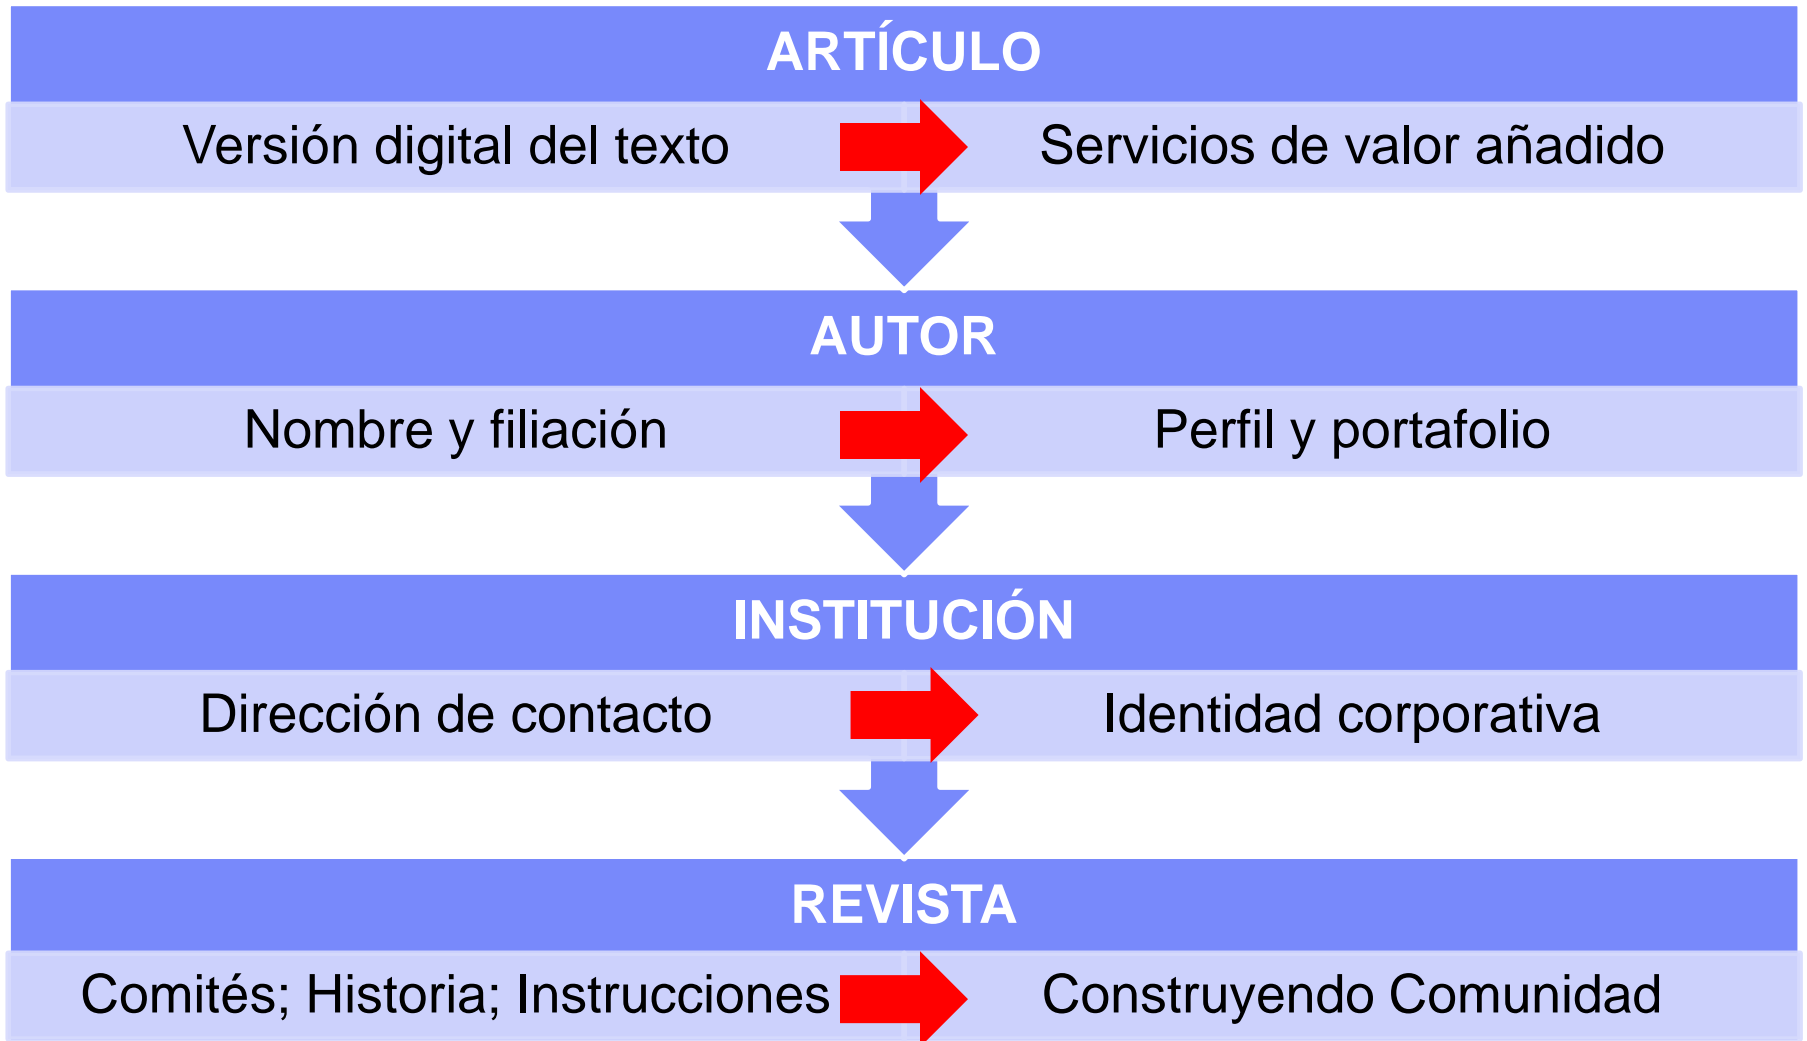 ARTÍCULO
Versión digital del texto
Servicios de valor añadido
AUTOR
Nombre y filiación
Perfil y portafolio
INSTITUCIÓN
Dirección de contacto
Identidad corporativa
REVISTA
Comités; Historia; Instrucciones
Construyendo Comunidad